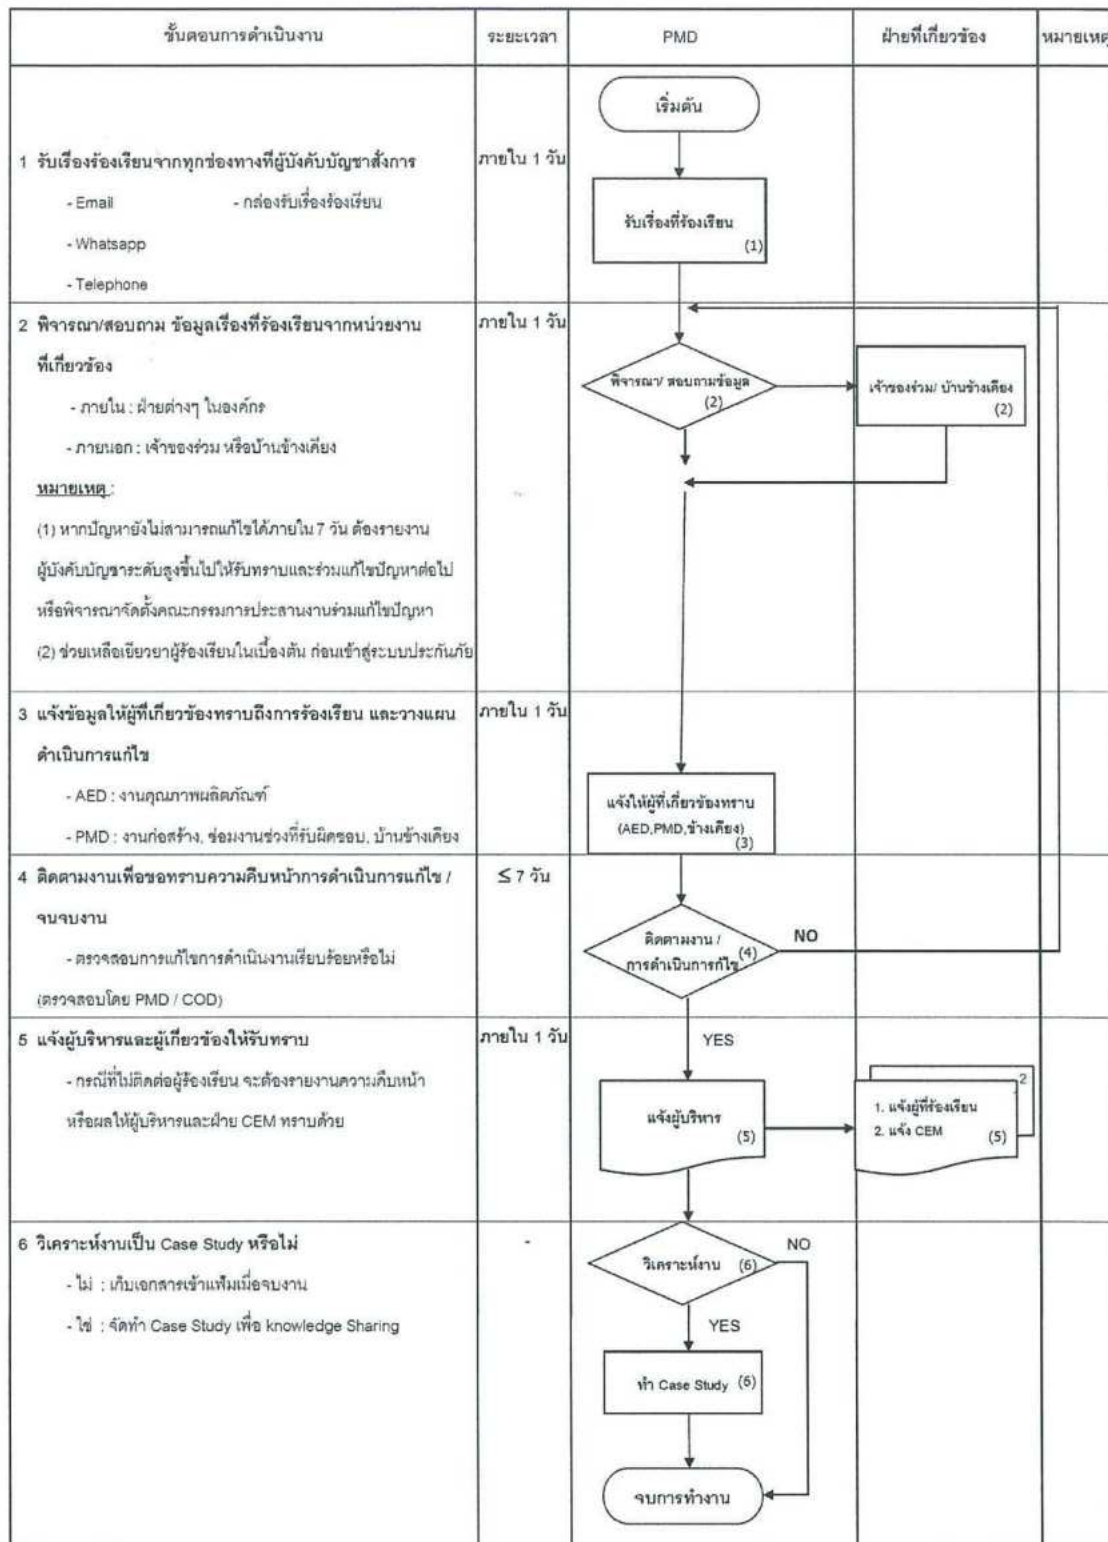 ขั้นตอนการดำเนินงาน
ระยะเวลา
PMD
ฝ่ายที่เกี่ยวข้อง
หมายเหตุ
เริ่มต้น
1 รับเรื่องร้องเรียนจากทุกช่องทางที่ผู้บังคับบัญชาสั่งการ
ภายใน 1 วัน
- Email - กล่องรับเรื่องร้องเรียน
- Whatsapp
- Telephone
รับเรื่องที่ร้องเรียน
(1)
2 พิจารณา/สอบถาม ข้อมูลเรื่องที่ร้องเรียนจากหน่วยงาน
ที่เกี่ยวข้อง
ภายใน 1 วัน
- ภายใน : ฝ่ายต่างๆ ในองค์กร
- ภายนอก : เจ้าของร่วม หรือบ้านข้างเคียง
หมายเหตุ :
(1) หากปัญหายังไม่สามารถแก้ไขได้ภายใน 7 วัน ต้องรายงาน
ผู้บังคับบัญชาระดับสูงขึ้นไปให้รับทราบและร่วมแก้ไขปัญหาต่อไป
หรือพิจารณาจัดตั้งคณะกรรมการประสานงานร่วมแก้ไขปัญหา
(2) ช่วยเหลือเยียวยาผู้ร้องเรียนในเบื้องต้น ก่อนเข้าสู่ระบบประกันภัย
พิจารณา/ สอบถามข้อมูล
(2)
เจ้าของร่วม/ บ้านข้างเคียง
(2)
3 แจ้งข้อมูลให้ผู้ที่เกี่ยวข้องทราบถึงการร้องเรียน และวางแผน
ดำเนินการแก้ไข
ภายใน 1 วัน
- AED : งานคุณภาพผลิตภัณฑ์
- PMD : งานก่อสร้าง, ซ่อมงานช่วงที่รับผิดชอบ, บ้านข้างเคียง
แจ้งให้ผู้ที่เกี่ยวข้องทราบ
(AED,PMD,ข้างเคียง)
(3)
4 ติดตามงานเพื่อขอทราบความคืบหน้าการดำเนินการแก้ไข /
จนจบงาน
≤ 7 วัน
- ตรวจสอบการแก้ไขการดำเนินงานเรียบร้อยหรือไม่
(ตรวจสอบโดย PMD / COD)
ติดตามงาน /
การดำเนินการก้ไข
(4)
NO
5 แจ้งผู้บริหารและผู้เกี่ยวข้องให้รับทราบ
ภายใน 1 วัน
YES
- กรณีที่ไม่ติดต่อผู้ร้องเรียน จะต้องรายงานความคืบหน้า
หรือผลให้ผู้บริหารและฝ่าย CEM ทราบด้วย
แจ้งผู้บริหาร
(5)
2
1. แจ้งผู้ที่ร้องเรียน
2. แจ้ง CEM
(5)
6 วิเคราะห์งานเป็น Case Study หรือไม่
-
- ไม่ : เก็บเอกสารเข้าแฟ้มเมื่อจบงาน
- ใช่ : จัดทำ Case Study เพื่อ knowledge Sharing
วิเคราะห์งาน (6)
NO
YES
ทำ Case Study (6)
จบการทำงาน